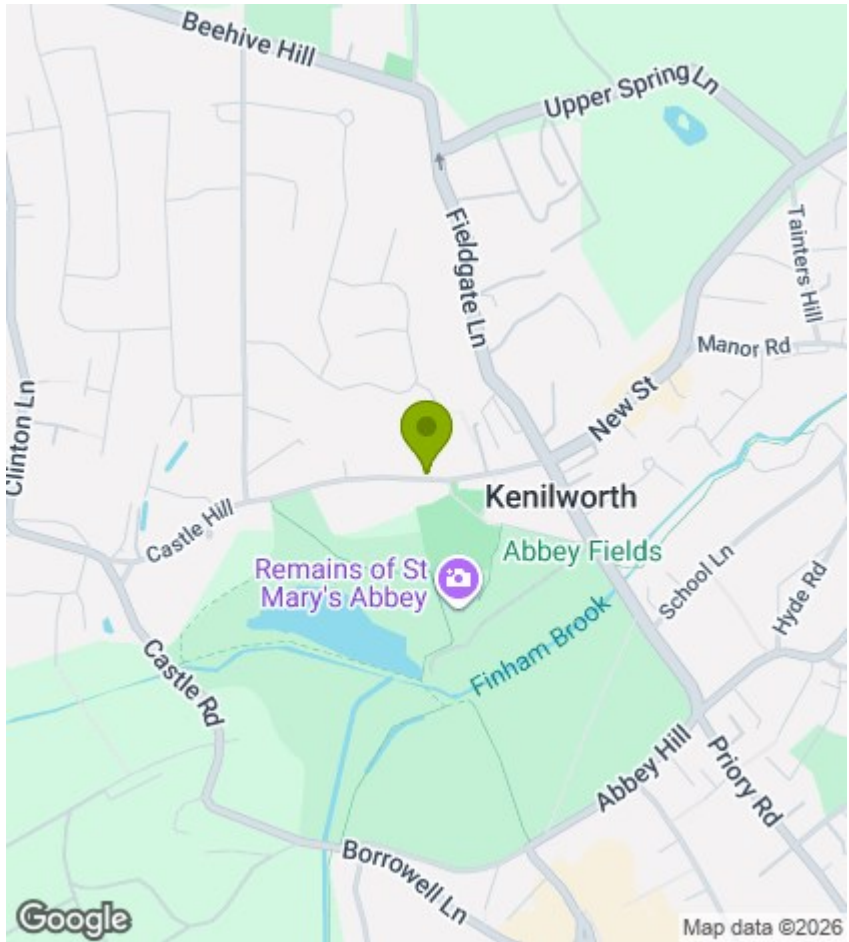 Beehive Hill
Upper Spring Ln
Fieldgate Ln
Tainters Hill
Manor Rd
New St
Clinton Ln
Kenilworth
Castle Hill
Abbey Fields
Remains of St
Mary's Abbey
School Ln
Hyde Rd
Finham Brook
Castle Rd
Abbey Hill
Priory Rd
Borrowell Ln
Google
Map data ©2026